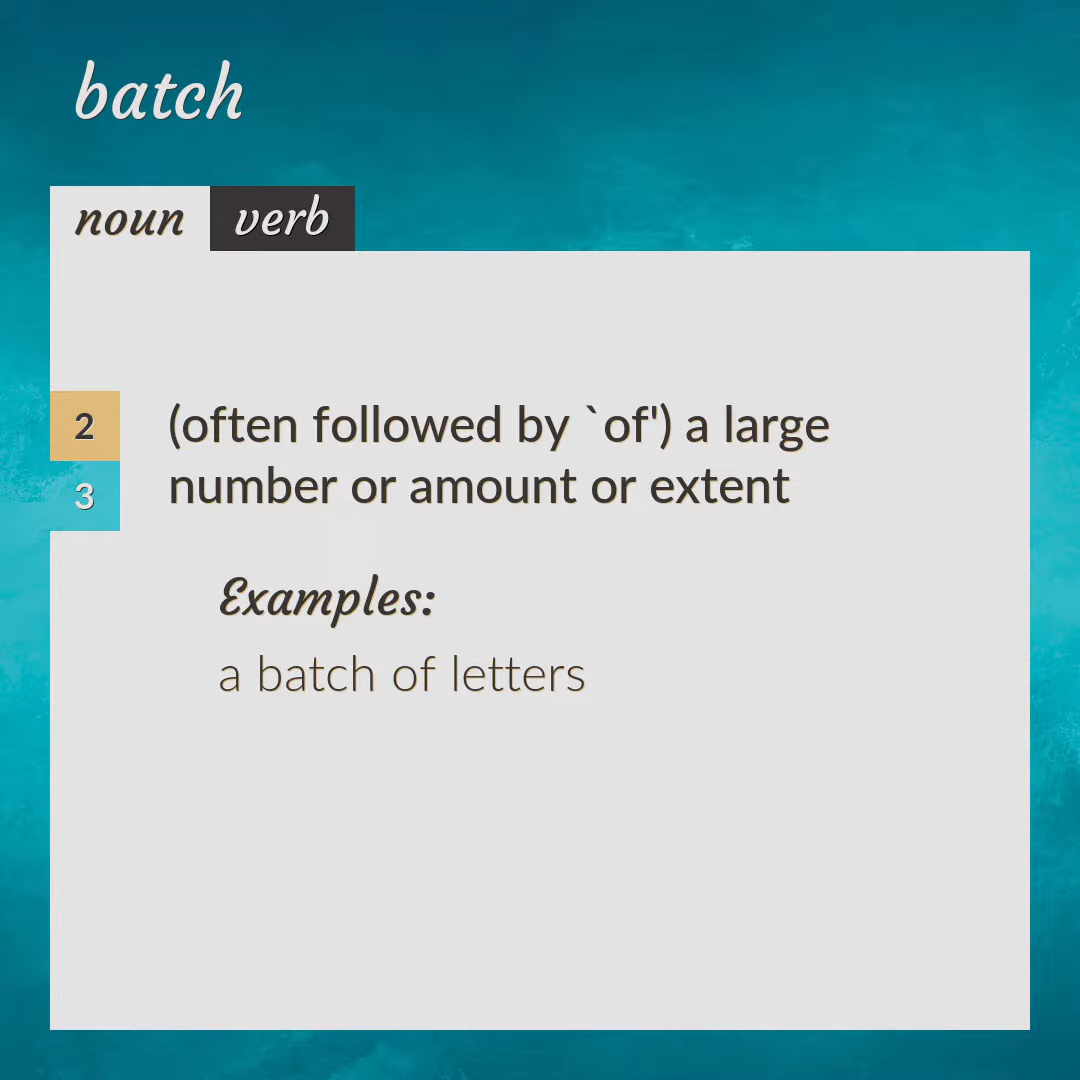 batch
noun verb
2 (often followed by `of') a large
3 number or amount or extent
Examples:
a batch of letters